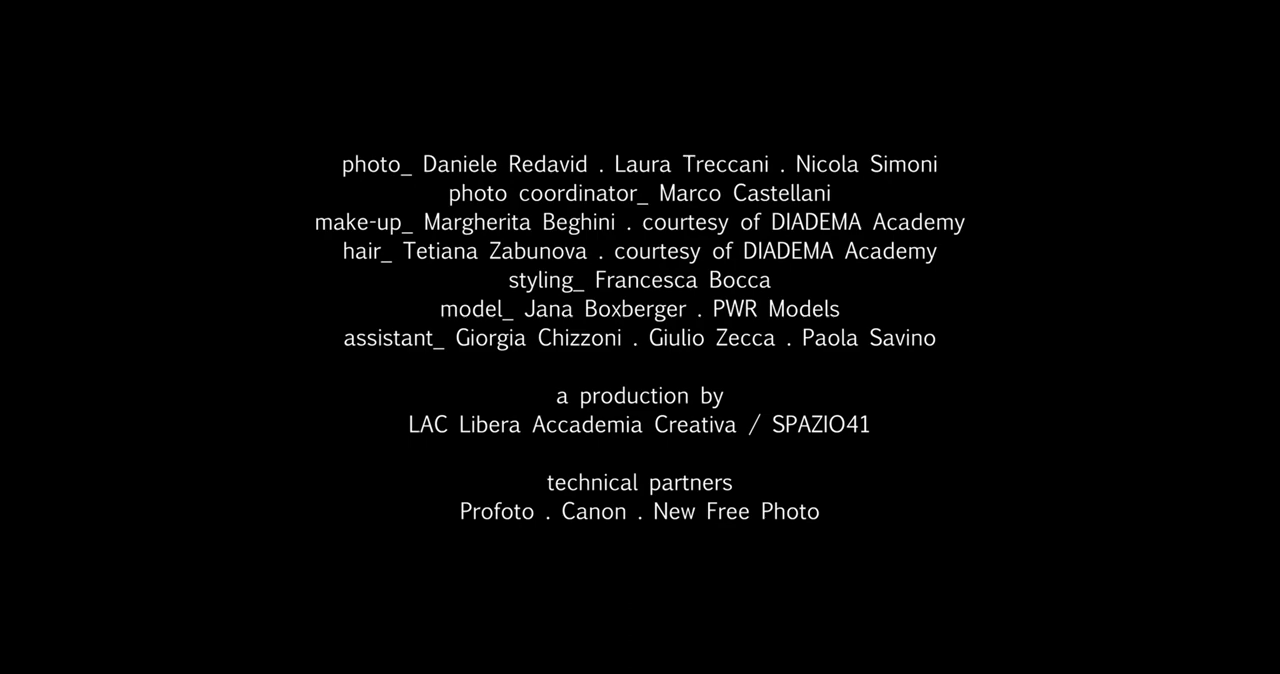 photo_ Daniele Redavid . Laura Treccani . Nicola Simoni
photo coordinator_ Marco Castellani
make-up_ Margherita Beghini . courtesy of DIADEMA Academy
hair_ Tetiana Zabunova . courtesy of DIADEMA Academy
styling_ Francesca Bocca
model_ Jana Boxberger . PWR Models
assistant_ Giorgia Chizzoni . Giulio Zecca . Paola Savino
a production by
LAC Libera Accademia Creativa / SPAZIO41
technical partners
Profoto . Canon . New Free Photo